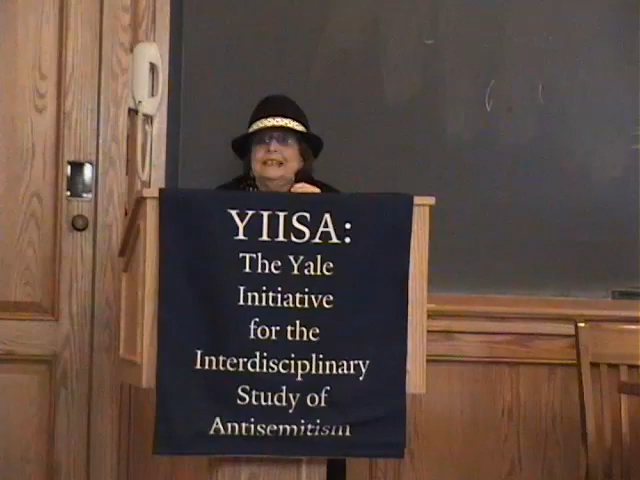 YIISA:
The Yale
Initiative
for the
Interdisciplinary
Study of
Antisemitism